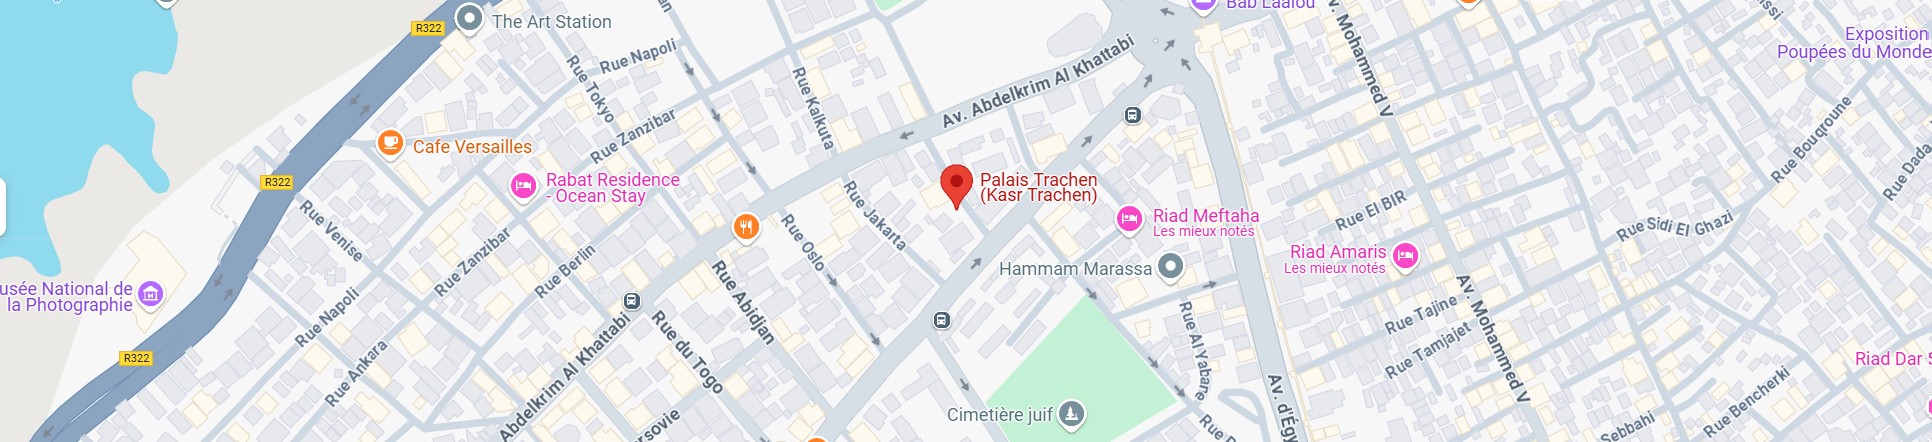 Bab Laalou
R322
The Art Station
Av. Mohammed V
Exposition
Poupées du Monde
Rue Napoli
Rue Tokyo
Rue Kalkuta
Av. Abdelkrim Al Khattabi
Rue Zanzibar
Cafe Versailles
Rue Bouqroune
Rue Dada
R322
Rabat Residence
- Ocean Stay
Palais Trachen
(Kasr Trachen)
Rue Jakarta
Rue Venise
Rue Oslo
Riad Meftaha
Les mieux notés
Rue El BIR
Rue Sidi El Ghazi
Rue Zanzibar
Rue Berlin
Hammam Marassa
Riad Amaris
Les mieux notés
usée National de
la Photographie
Rue Napoli
Rue Abidjan
Rue du Togo
Av. Mohammed V
Rue Tajine
Rue Tamjajet
Rue Al Yabare
R322
Rue Ankara
Abdelkrim Al Khattabi
Riad Dar
Rue Bencherki
Av. d'Égy
Cimetière juif
ersovie
Sebbahi
Rue